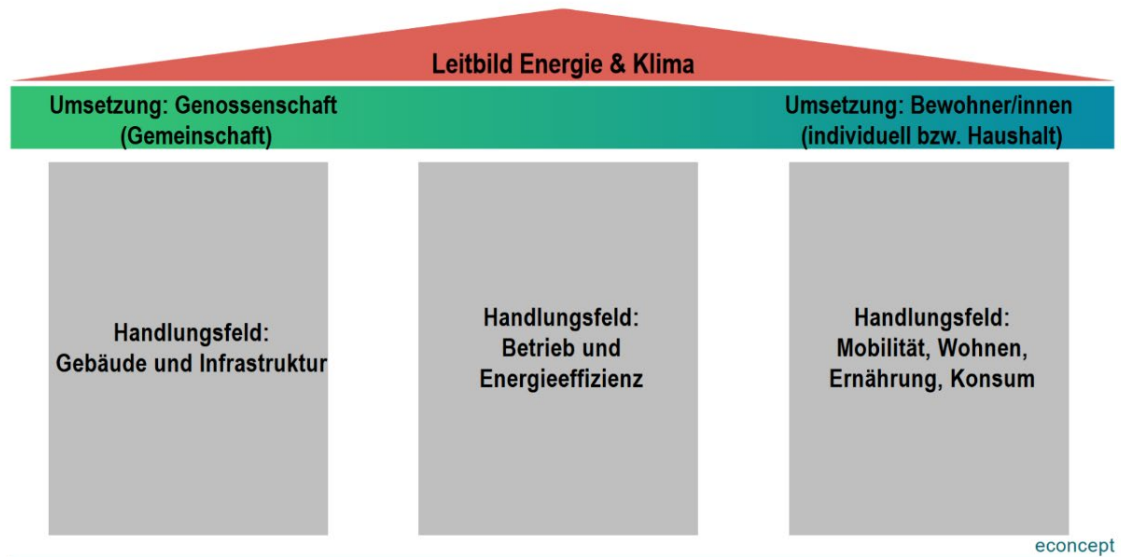 Leitbild Energie & Klima
Umsetzung: Genossenschaft
(Gemeinschaft)
Umsetzung: Bewohner/innen
(individuell bzw. Haushalt)
Handlungsfeld:
Gebäude und Infrastruktur
Handlungsfeld:
Betrieb und
Energieeffizienz
Handlungsfeld:
Mobilität, Wohnen,
Ernährung, Konsum
econcept